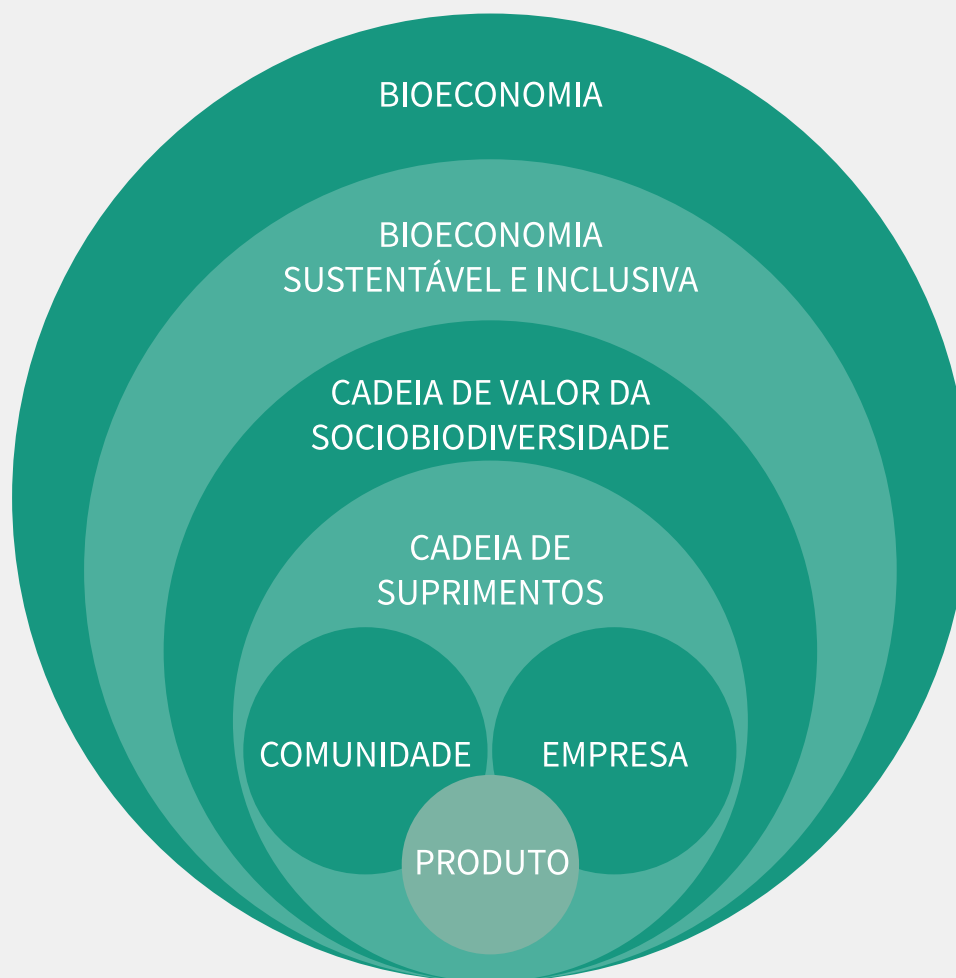 BIOECONOMIA
BIOECONOMIA
SUSTENTÁVEL E INCLUSIVA
CADEIA DE VALOR DA
SOCIOBIODIVERSIDADE
CADEIA DE
SUPRIMENTOS
COMUNIDADE
EMPRESA
PRODUTO